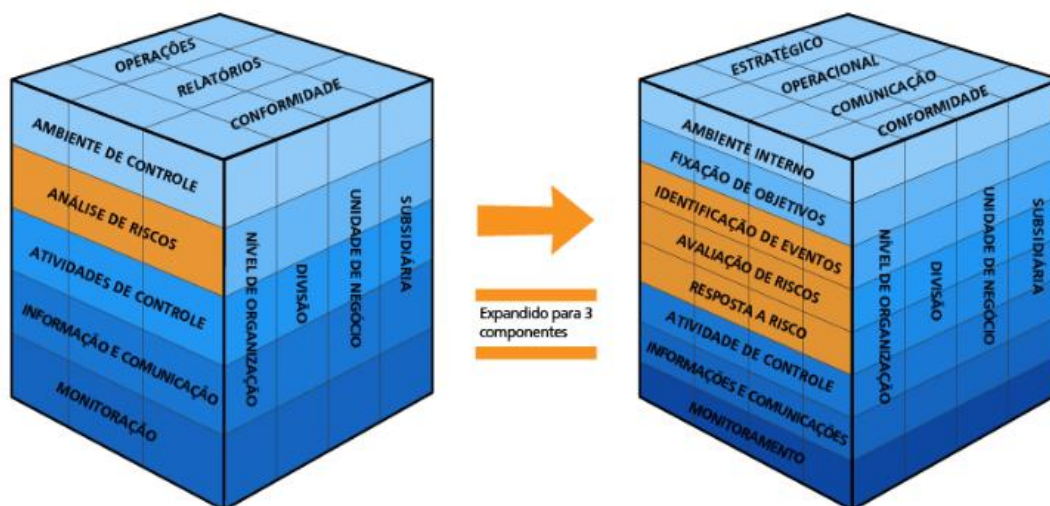 OPERAÇÕES
RELATÓRIOS
CONFORMIDADE
AMBIENTE DE CONTROLE
ANÁLISE DE RISCOS
ATIVIDADES DE CONTROLE
INFORMAÇÃO E COMUNICAÇÃO
MONITORAÇÃO
NÍVEL DE ORGANIZAÇÃO
DIVISÃO
UNIDADE DE NEGÓCIO
SUBSIDIÁRIA
Expandido para 3
componentes
ESTRATÉGICO
OPERACIONAL
COMUNICAÇÃO
CONFORMIDADE
AMBIENTE INTERNO
FIXAÇÃO DE OBJETIVOS
IDENTIFICAÇÃO DE EVENTOS
AVALIAÇÃO DE RISCOS
RESPOSTA A RISCO
ATIVIDADE DE CONTROLE
INFORMAÇÕES E COMUNICAÇÕES
MONITORAMENTO
NÍVEL DE ORGANIZAÇÃO
DIVISÃO
UNIDADE DE NEGÓCIO
SUBSIDIÁRIA